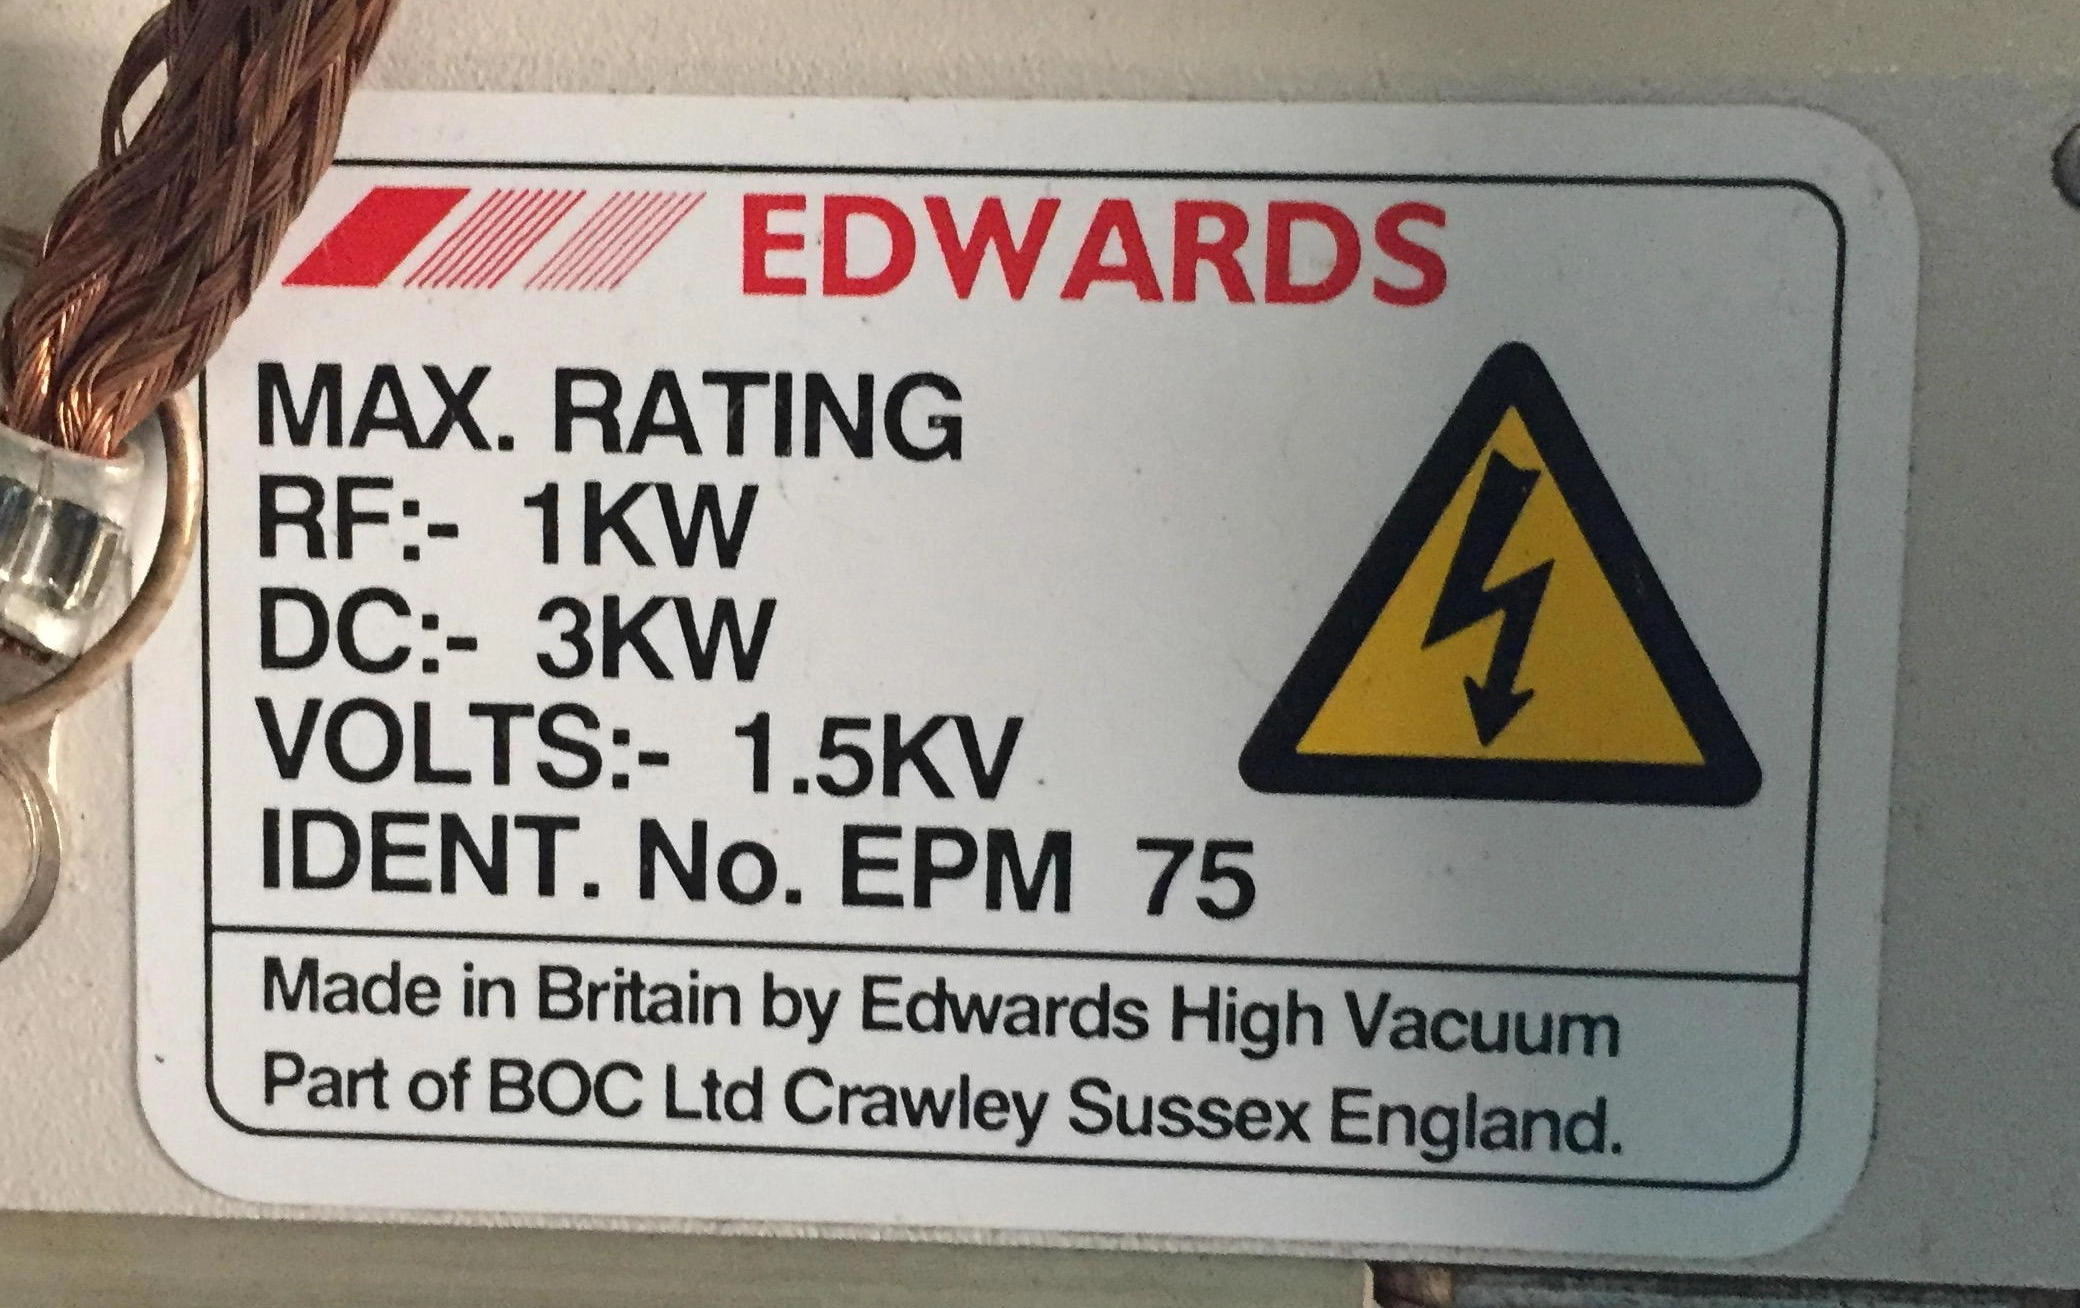 EDWARDS
MAX. RATING
RF:- 1KW
DC:- 3KW
VOLTS:- 1.5KV
IDENT. No. EPM 75
Made in Britain by Edwards High Vacuum
Part of BOC Ltd Crawley Sussex England.